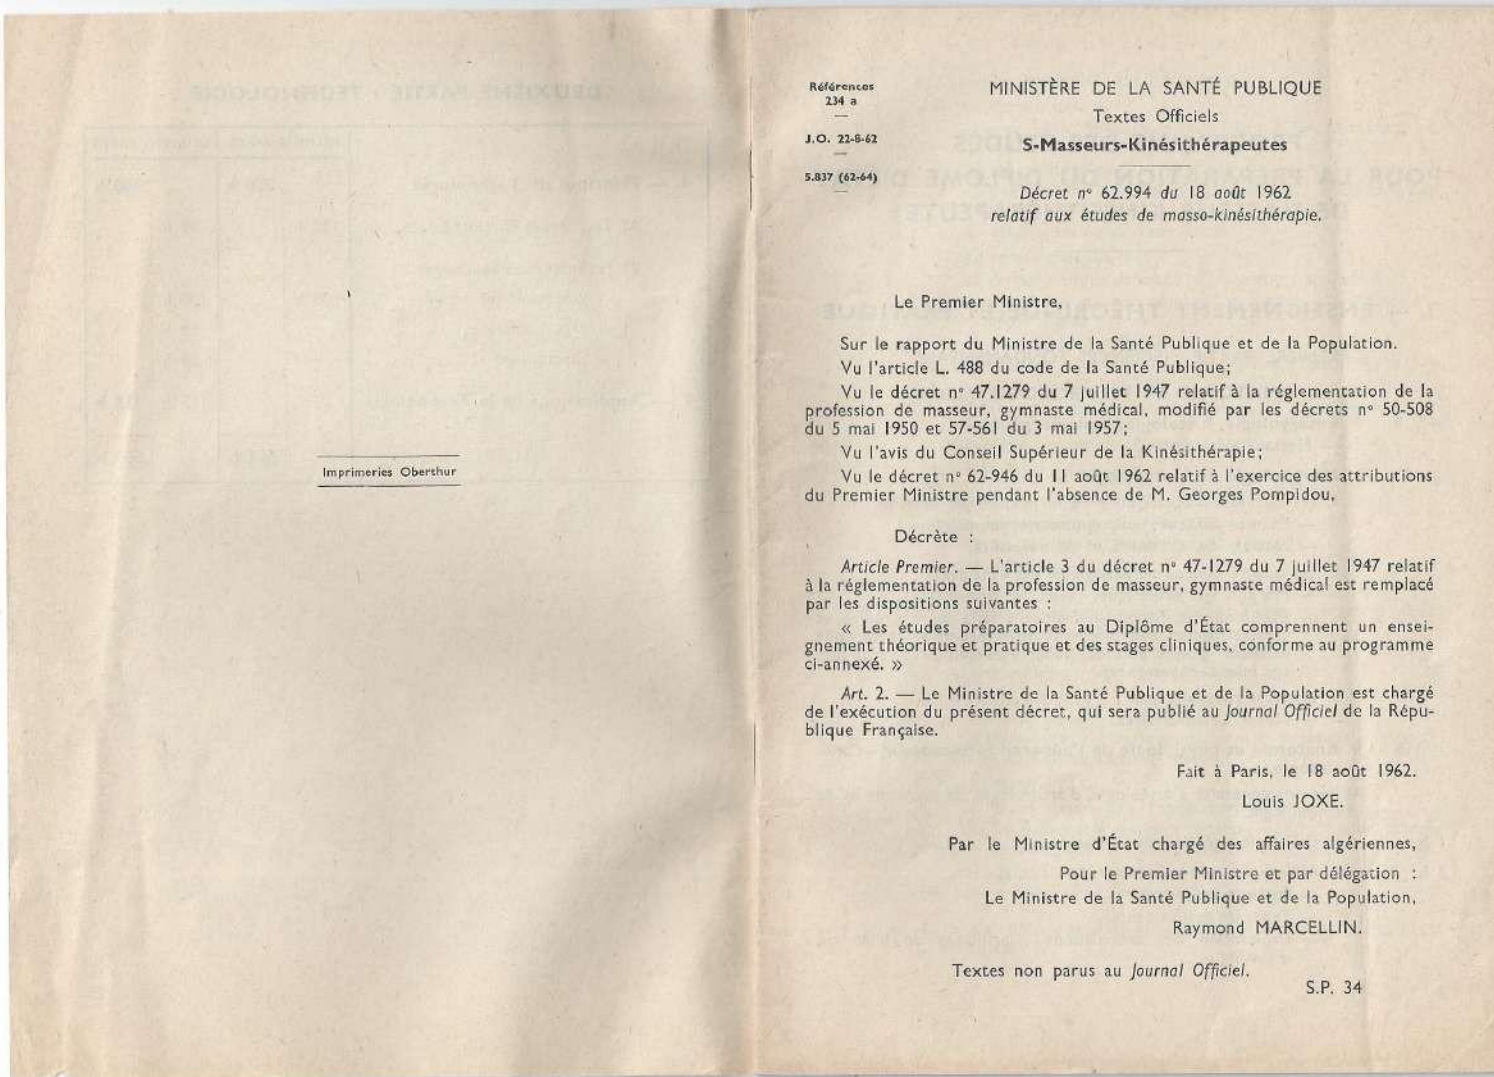 Imprimeries Oberthur
Références
234 a
J.O. 22-8-62
5.837 (62-64)
MINISTÈRE DE LA SANTÉ PUBLIQUE
Textes Officiels
S-Masseurs-Kinésithérapeutes
Décret nº 62.994 du 18 août 1962
relatif aux études de masso-kinésithérapie.
Le Premier Ministre,
Sur le rapport du Ministre de la Santé Publique et de la Population.
Vu l'article L. 488 du code de la Santé Publique;
Vu le décret nº 47.1279 du 7 juillet 1947 relatif à la réglementation de la
profession de masseur, gymnaste médical, modifié par les décrets nº 50-508
du 5 mai 1950 et 57-561 du 3 mai 1957;
Vu l'avis du Conseil Supérieur de la Kinésithérapie;
Vu le décret nº 62-946 du 11 août 1962 relatif à l'exercice des attributions
du Premier Ministre pendant l'absence de M. Georges Pompidou,
Décrète :
Article Premier. — L'article 3 du décret nº 47-1279 du 7 juillet 1947 relatif
à la réglementation de la profession de masseur, gymnaste médical est remplacé
par les dispositions suivantes :
« Les études préparatoires au Diplôme d'État comprennent un ensei-
gnement théorique et pratique et des stages cliniques, conforme au programme
ci-annexé. »
Art. 2. — Le Ministre de la Santé Publique et de la Population est chargé
de l'exécution du présent décret, qui sera publié au Journal Officiel de la Répu-
blique Française.
Fait à Paris, le 18 août 1962.
Louis JOXE.
Par le Ministre d'État chargé des affaires algériennes,
Pour le Premier Ministre et par délégation :
Le Ministre de la Santé Publique et de la Population,
Raymond MARCELLIN.
Textes non parus au Journal Officiel.
S.P. 34